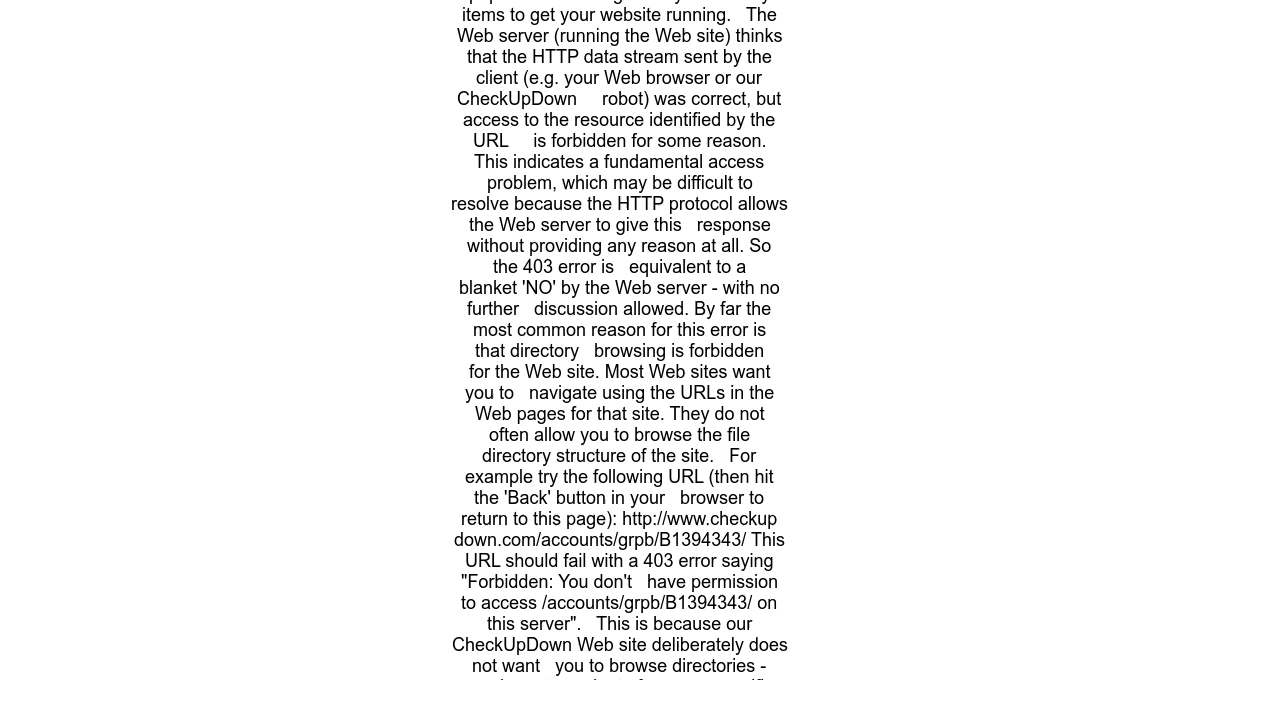 items to get your website running.   The
Web server (running the Web site) thinks
that the HTTP data stream sent by the
client (e.g. your Web browser or our
CheckUpDown     robot) was correct, but
access to the resource identified by the
URL     is forbidden for some reason.
This indicates a fundamental access
problem, which may be difficult to
resolve because the HTTP protocol allows
the Web server to give this   response
without providing any reason at all. So
the 403 error is   equivalent to a
blanket 'NO' by the Web server - with no
further   discussion allowed. By far the
most common reason for this error is
that directory   browsing is forbidden
for the Web site. Most Web sites want
you to   navigate using the URLs in the
Web pages for that site. They do not
often allow you to browse the file
directory structure of the site.   For
example try the following URL (then hit
the 'Back' button in your   browser to
return to this page): http://www.checkup
down.com/accounts/grpb/B1394343/ This
URL should fail with a 403 error saying
"Forbidden: You don't   have permission
to access /accounts/grpb/B1394343/ on
this server".   This is because our
CheckUpDown Web site deliberately does
not want   you to browse directories -